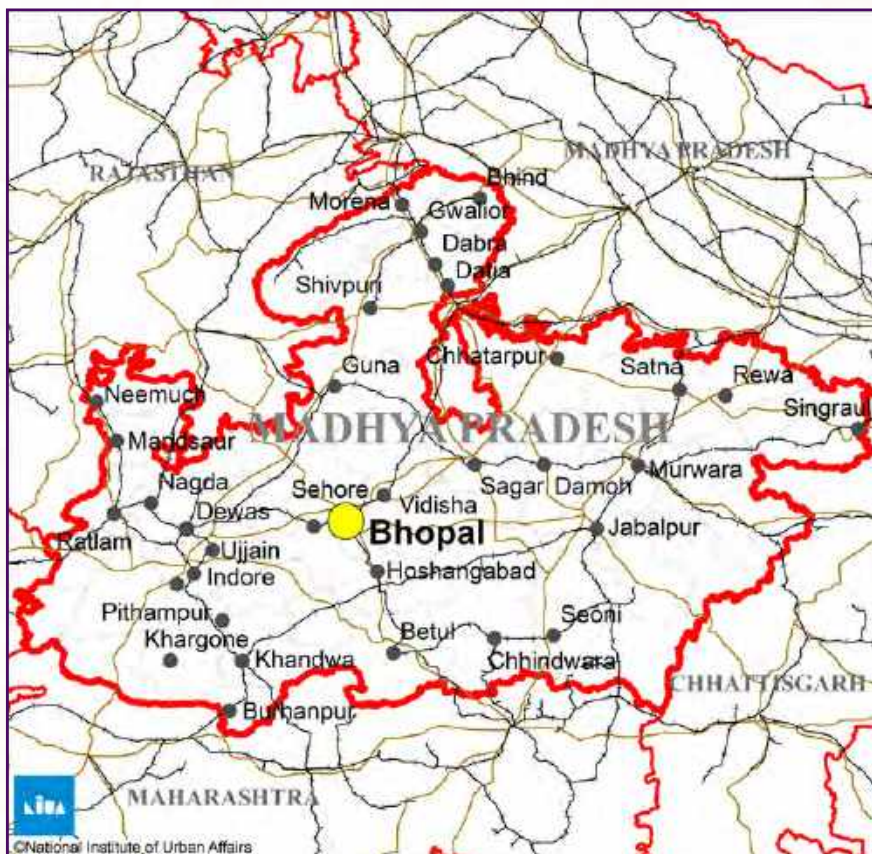 MADHYA PRADESH
RAJASTHAN
Bhind
Morena
Gwalior
Dabra
Datia
Shivpuri
Chhatarpur
Satna
Guna
Rewa
Neemuch
Singraul
MADHYA PRADESH
Mandsaur
Sagar
Damoh
Murwara
Nagda
Sehore
Vidisha
Dewas
Ratlam
Bhopal
Jabalpur
Ujjain
Indore
Hoshangabad
Pithampur
Seoni
Khargone
Betul
Khandwa
Chhindwara
CHHATTISGARH
Burhanpur
MAHARASHTRA
NIUA
©National Institute of Urban Affairs